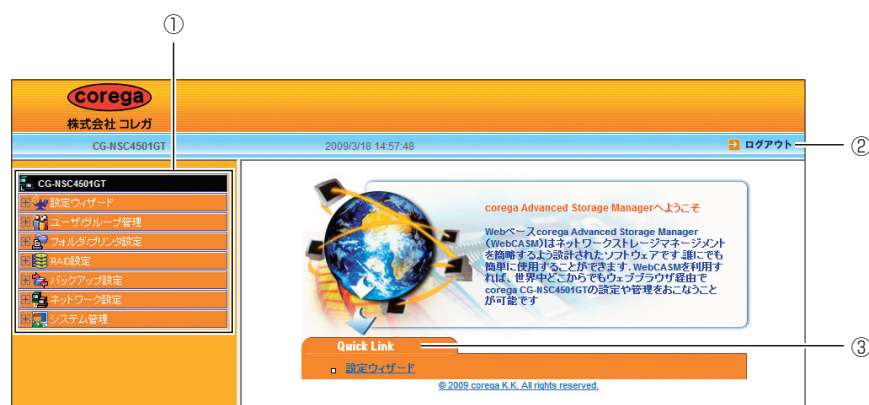 ①
corega
株式会社 コレガ
CG-NSC4501GT
2009/3/18 14:57:48
ログアウト
②
CG-NSC4501GT
設定ウィザード
ユーザ/グループ管理
フォルダ/プリンタ設定
RAID設定
バックアップ設定
ネットワーク設定
システム管理
corega Advanced Storage Managerへようこそ
Webベースcorega Advanced Storage Manager
(WebCASM)はネットワークストレージマネージメント
を簡略するよう設計されたソフトウェアです.誰にでも
簡単に使用することができます.WebCASMを利用す
れば、世界中どこからでもウェブブラウザ経由で
corega CG-NSC4501GTの設定や管理をおこなうこと
が可能です
Quick Link
③
設定ウィザード
© 2009 corega K.K. All rights reserved.